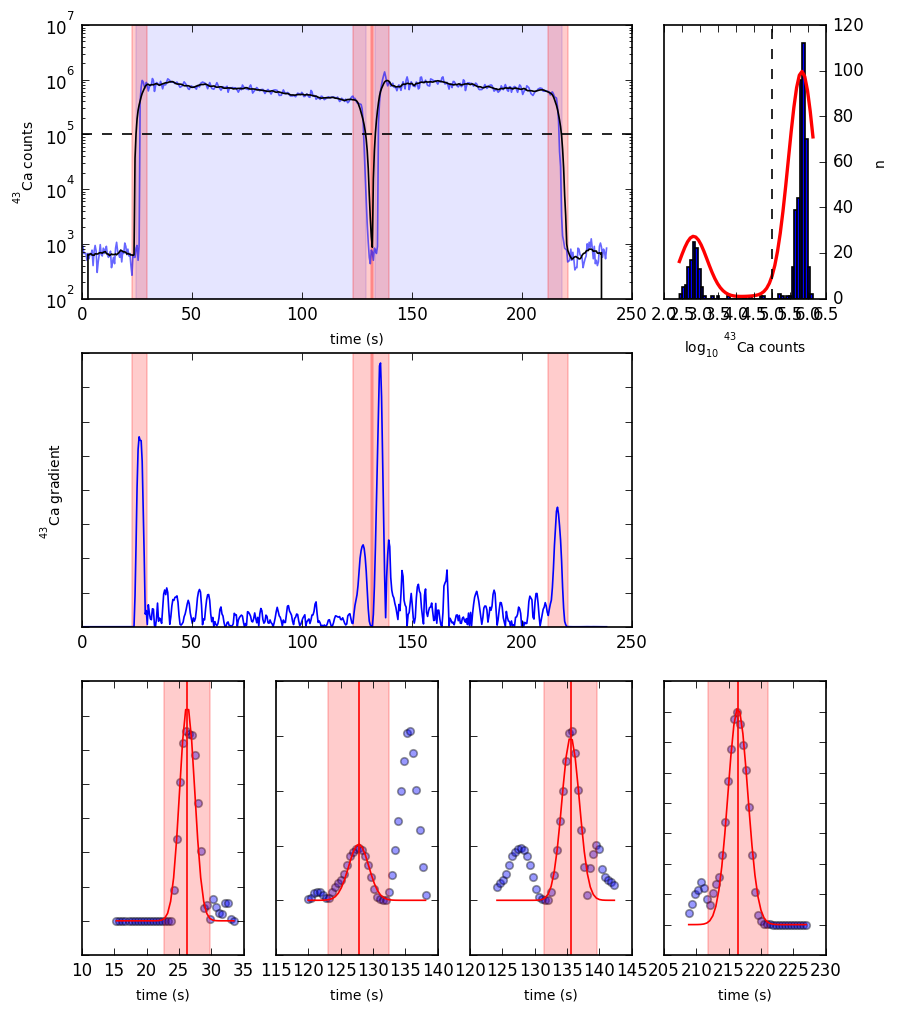 10^7
10^6
10^5
10^4
10^3
10^2
^43Ca counts
0 50 100 150 200 250
time (s)
120
100
80
60
40
20
0
n
2.0 2.5 3.0 3.5 4.0 4.5 5.0 5.5 6.0 6.5
log_10 ^43Ca counts
^43Ca gradient
0 50 100 150 200 250
10 15 20 25 30 35
time (s)
115 120 125 130 135 140
time (s)
120 125 130 135 140 145
time (s)
205 210 215 220 225 230
time (s)